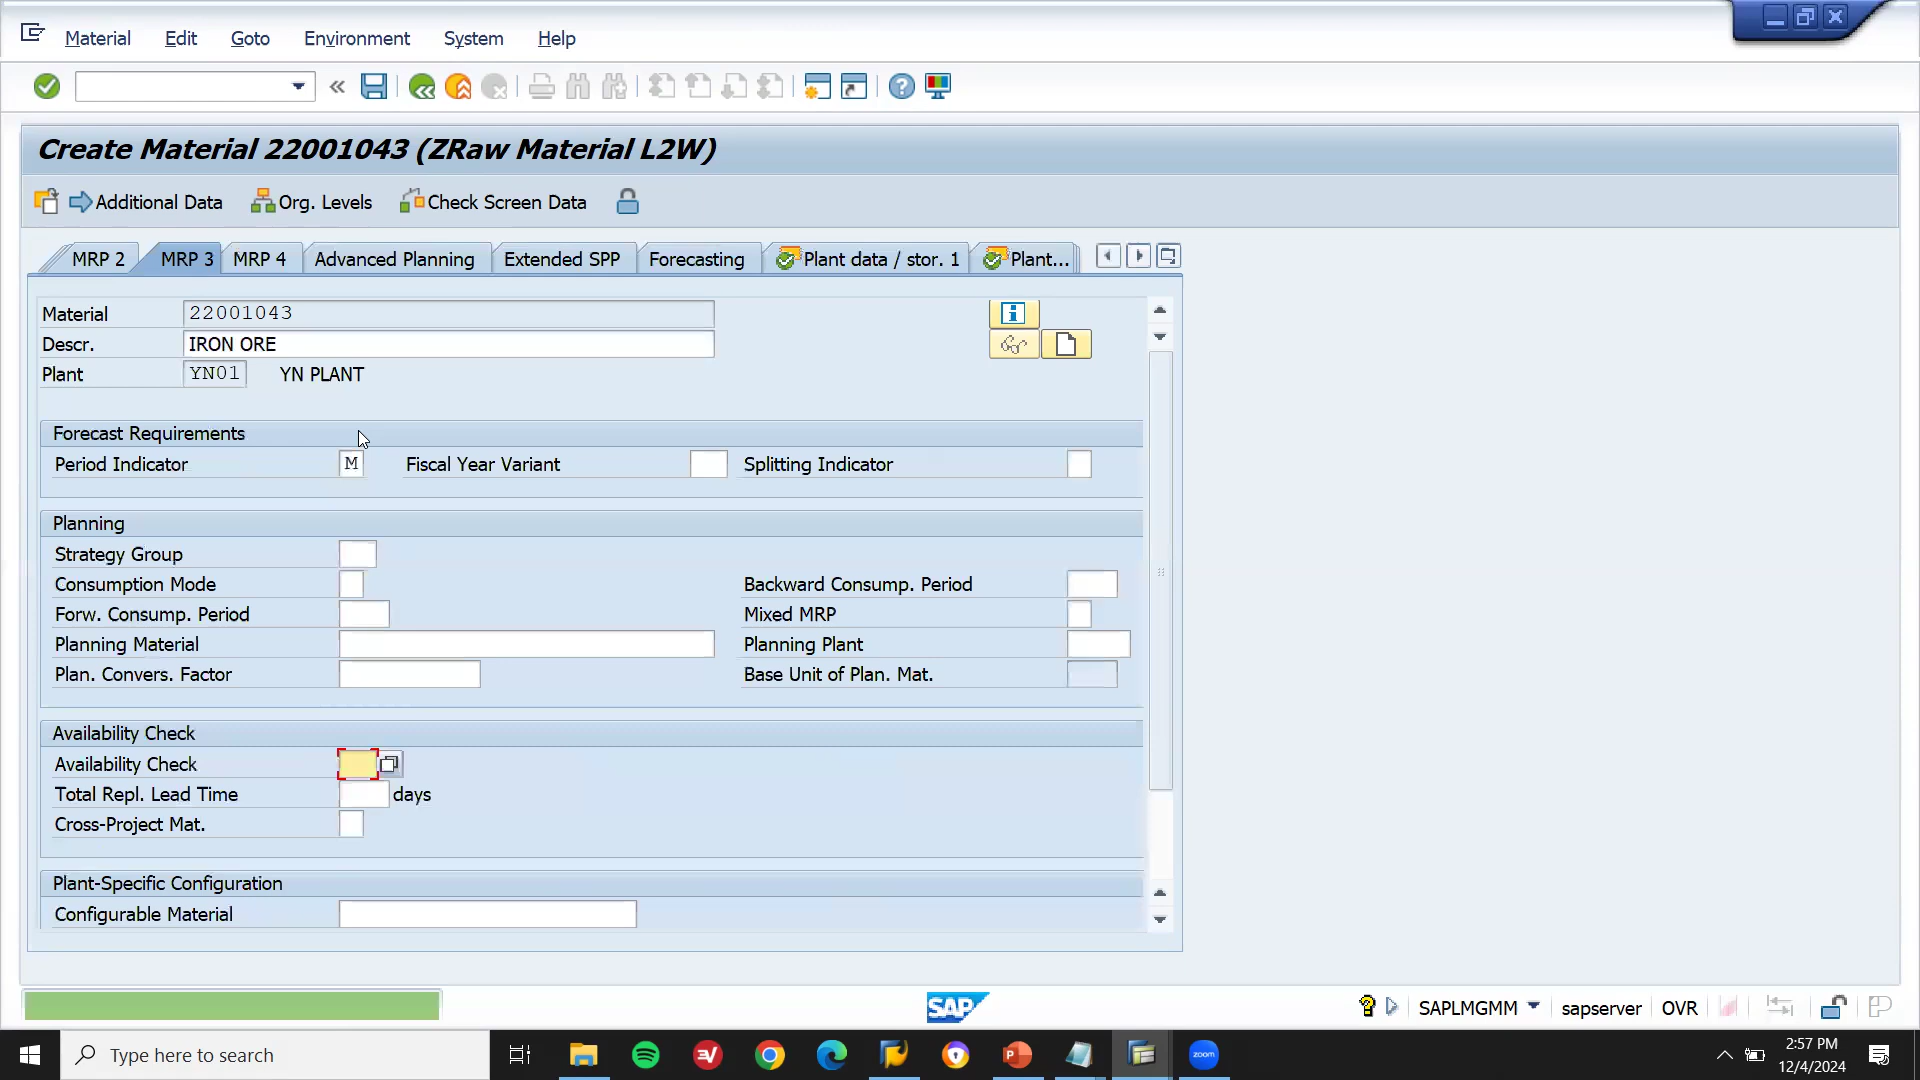 Material Edit Goto Environment System Help
Create Material 22001043 (ZRaw Material L2W)
Additional Data Org. Levels Check Screen Data
MRP 2 MRP 3 MRP 4 Advanced Planning Extended SPP Forecasting Plant data / stor. 1 Plant...
Material 22001043
Descr. IRON ORE
Plant YN01 YN PLANT
Forecast Requirements
Period Indicator M Fiscal Year Variant Splitting Indicator
Planning
Strategy Group
Consumption Mode Backward Consump. Period
Forw. Consump. Period Mixed MRP
Planning Material Planning Plant
Plan. Convers. Factor Base Unit of Plan. Mat.
Availability Check
Availability Check
Total Repl. Lead Time days
Cross-Project Mat.
Plant-Specific Configuration
Configurable Material
SAP SAPLMGMM sapserver OVR
Type here to search zoom 2:57 PM
12/4/2024